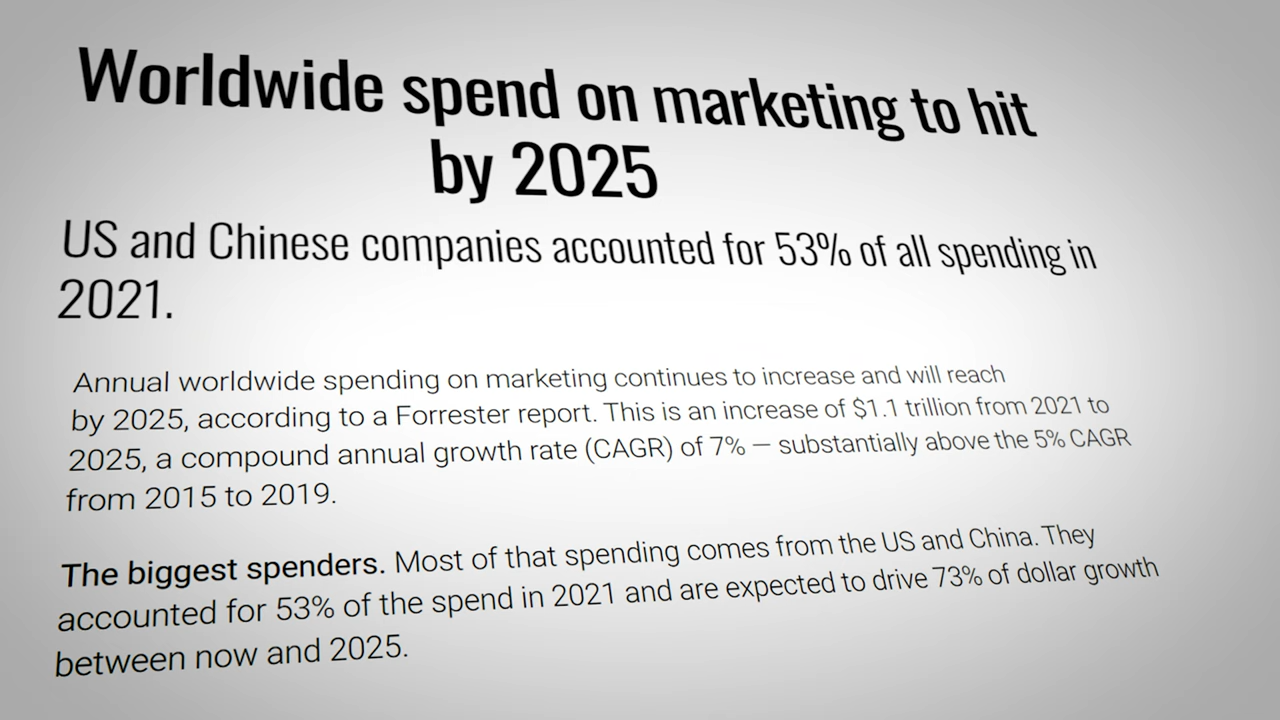 Worldwide spend on marketing to hit
by 2025
US and Chinese companies accounted for 53% of all spending in
2021.
Annual worldwide spending on marketing continues to increase and will reach
by 2025, according to a Forrester report. This is an increase of $1.1 trillion from 2021 to
2025, a compound annual growth rate (CAGR) of 7% — substantially above the 5% CAGR
from 2015 to 2019.
The biggest spenders. Most of that spending comes from the US and China. They
accounted for 53% of the spend in 2021 and are expected to drive 73% of dollar growth
between now and 2025.